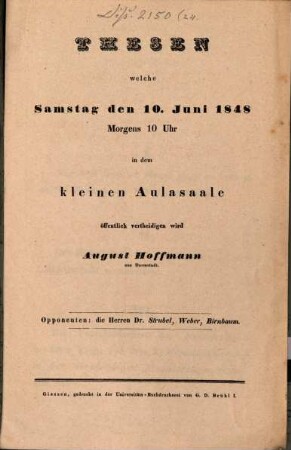 2150 (24
THESEN
welche
Samstag den 10. Juni 1848
Morgens 10 Uhr
in dem
kleinen Aulasaale
öffentlich vertheidigen wird
August Hoffmann
aus Darmstadt.
Opponenten: die Herren Dr. Strubel, Weber, Birnbaum.
Giessen, gedruckt in der Universitäts-Buchdruckerei von G. D. Brühl I.